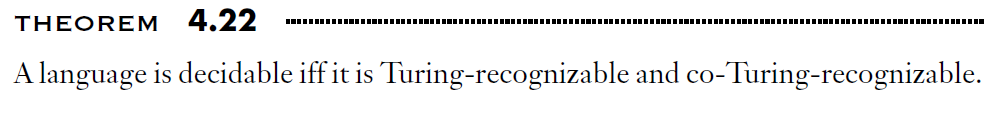 THEOREM 4.22
A language is decidable iff it is Turing-recognizable and co-Turing-recognizable.